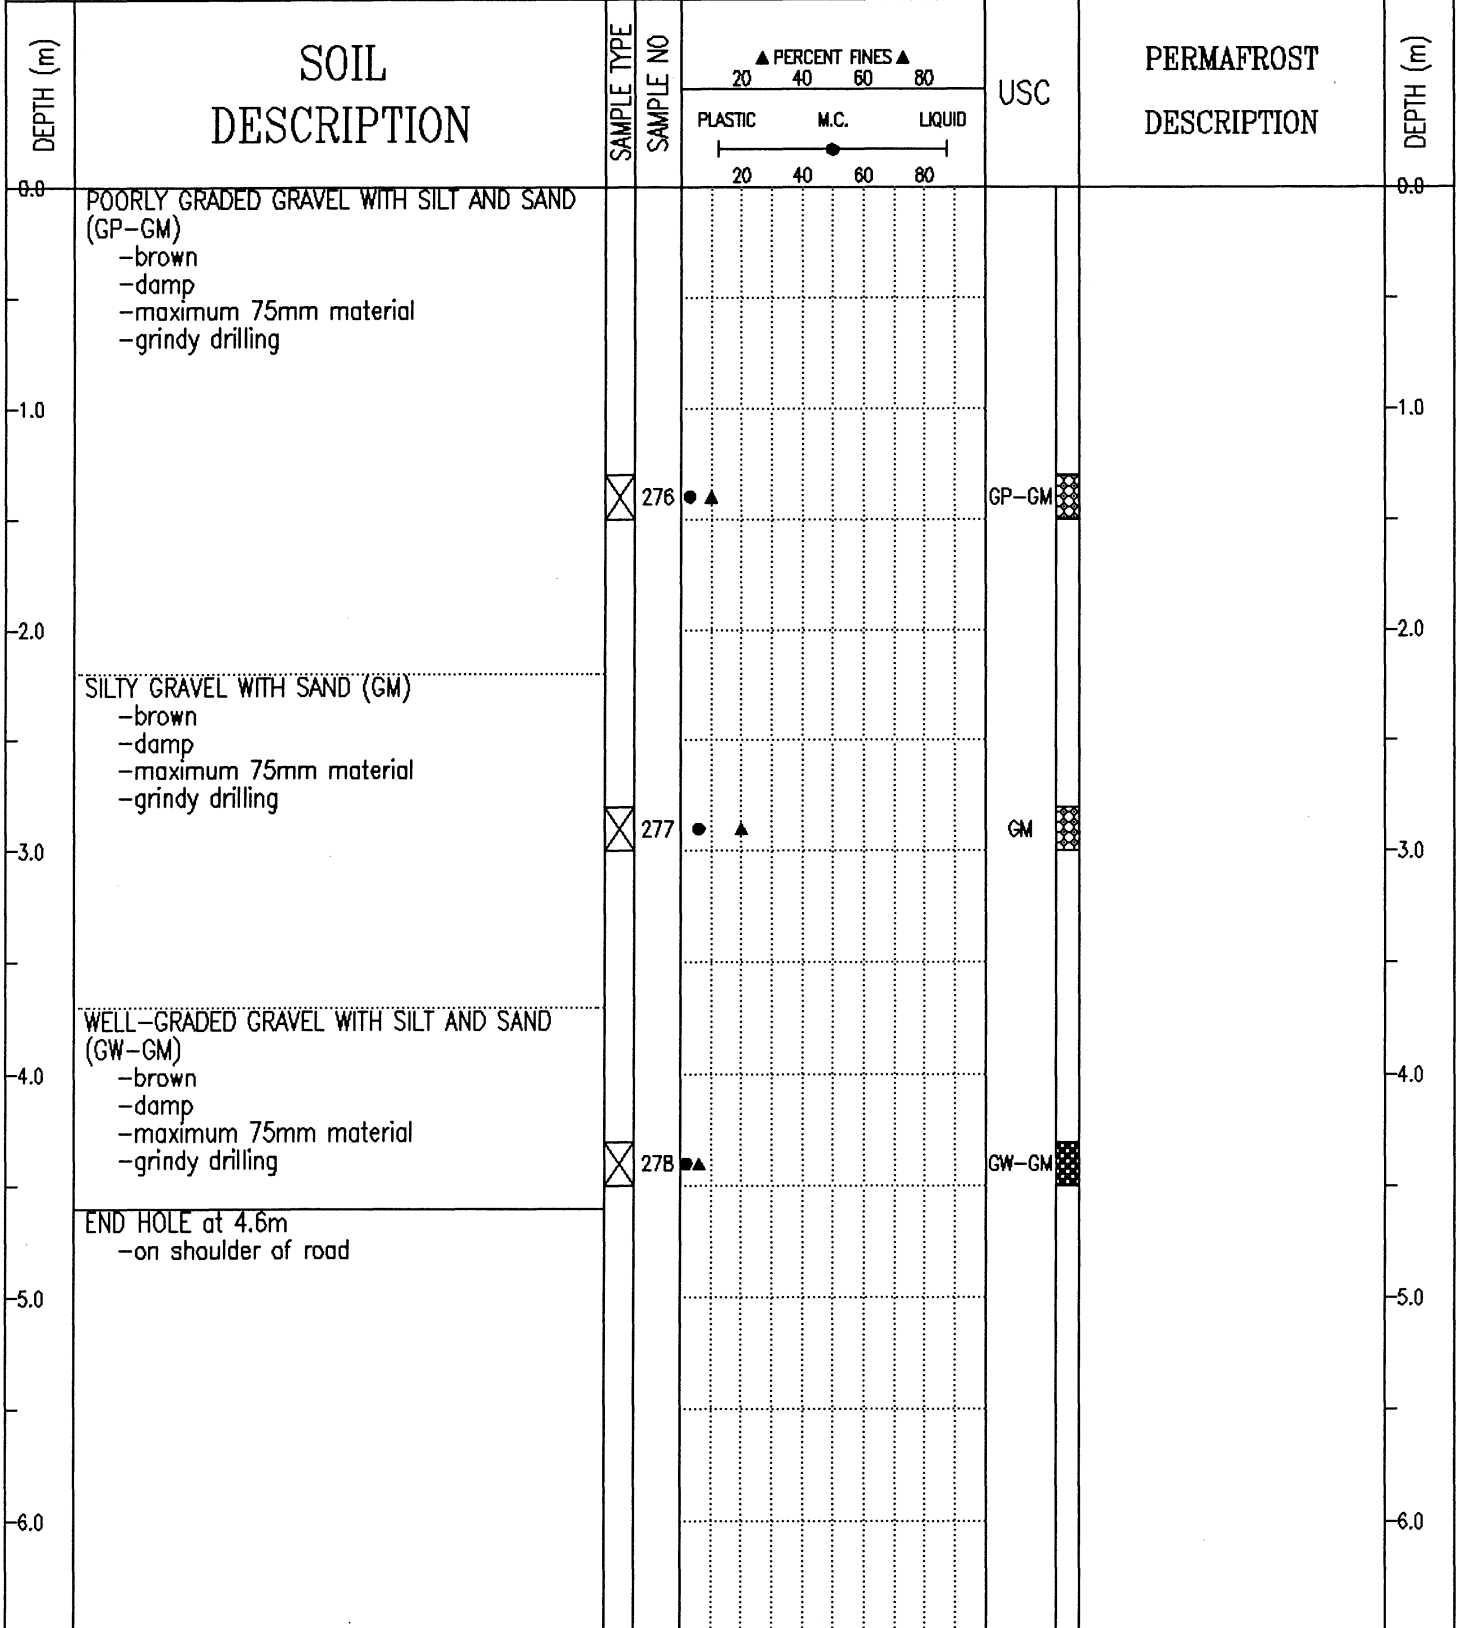 DEPTH (m)
SOIL
DESCRIPTION
SAMPLE TYPE
SAMPLE NO
▲ PERCENT FINES ▲
20 40 60 80
PLASTIC M.C. LIQUID
20 40 60 80
USC
PERMAFROST
DESCRIPTION
DEPTH (m)
0.0
POORLY GRADED GRAVEL WITH SILT AND SAND
(GP-GM)
-brown
-damp
-maximum 75mm material
-grindy drilling
0.0
1.0
1.0
276
GP-GM
2.0
2.0
SILTY GRAVEL WITH SAND (GM)
-brown
-damp
-maximum 75mm material
-grindy drilling
277
GM
3.0
3.0
WELL-GRADED GRAVEL WITH SILT AND SAND
(GW-GM)
-brown
-damp
-maximum 75mm material
-grindy drilling
4.0
4.0
278
GW-GM
END HOLE at 4.6m
-on shoulder of road
5.0
5.0
6.0
6.0